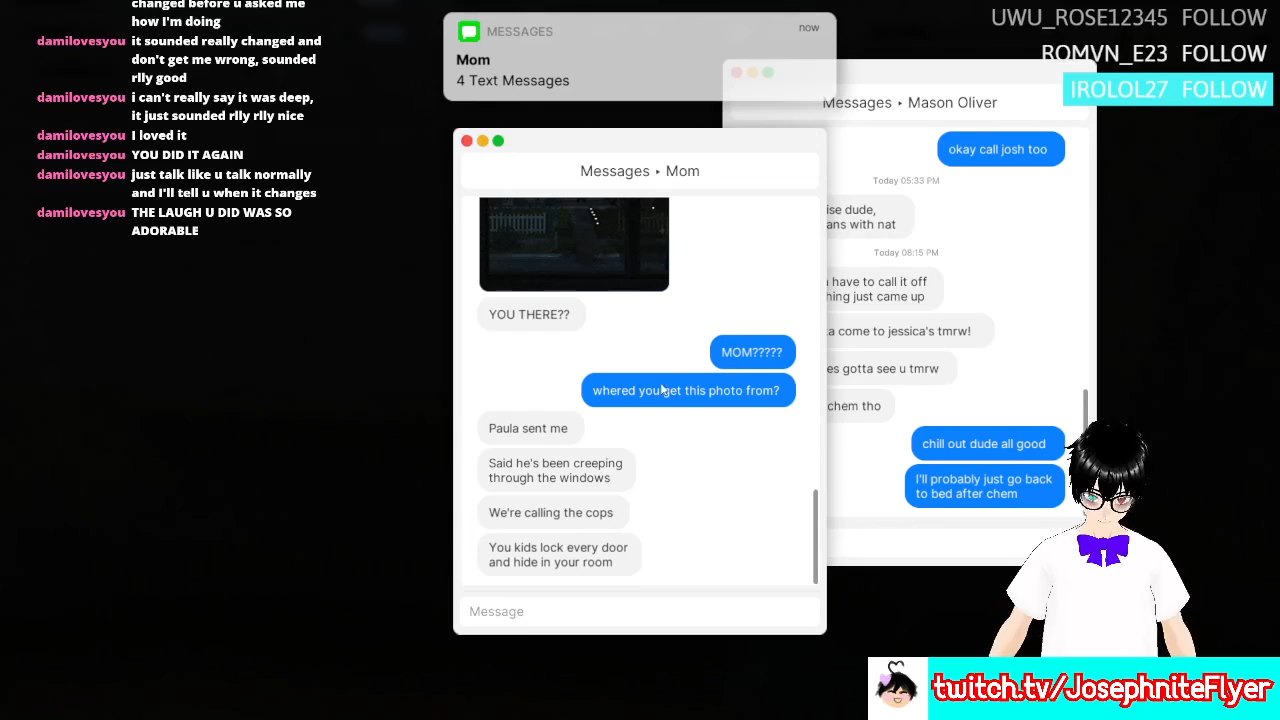 changed before u asked me
how I'm doing
damilovesyou it sounded really changed and
don't get me wrong, sounded
rlly good
damilovesyou i can't really say it was deep,
it just sounded rlly rlly nice
damilovesyou I loved it
damilovesyou YOU DID IT AGAIN
damilovesyou just talk like u talk normally
and I'll tell u when it changes
damilovesyou THE LAUGH U DID WAS SO
ADORABLE
MESSAGES
now
Mom
4 Text Messages
Messages ‣ Mom
YOU THERE??
MOM?????
whered you get this photo from?
Paula sent me
Said he's been creeping
through the windows
We're calling the cops
You kids lock every door
and hide in your room
Message
Messages ‣ Mason Oliver
okay call josh too
Today 05:33 PM
ise dude,
ans with nat
Today 08:15 PM
have to call it off
hing just came up
a come to jessica's tmrw!
es gotta see u tmrw
chem tho
chill out dude all good
I'll probably just go back
to bed after chem
UWU_ROSE12345 FOLLOW
ROMVN_E23 FOLLOW
IROLOL27 FOLLOW
twitch.tv/JosephniteFlyer